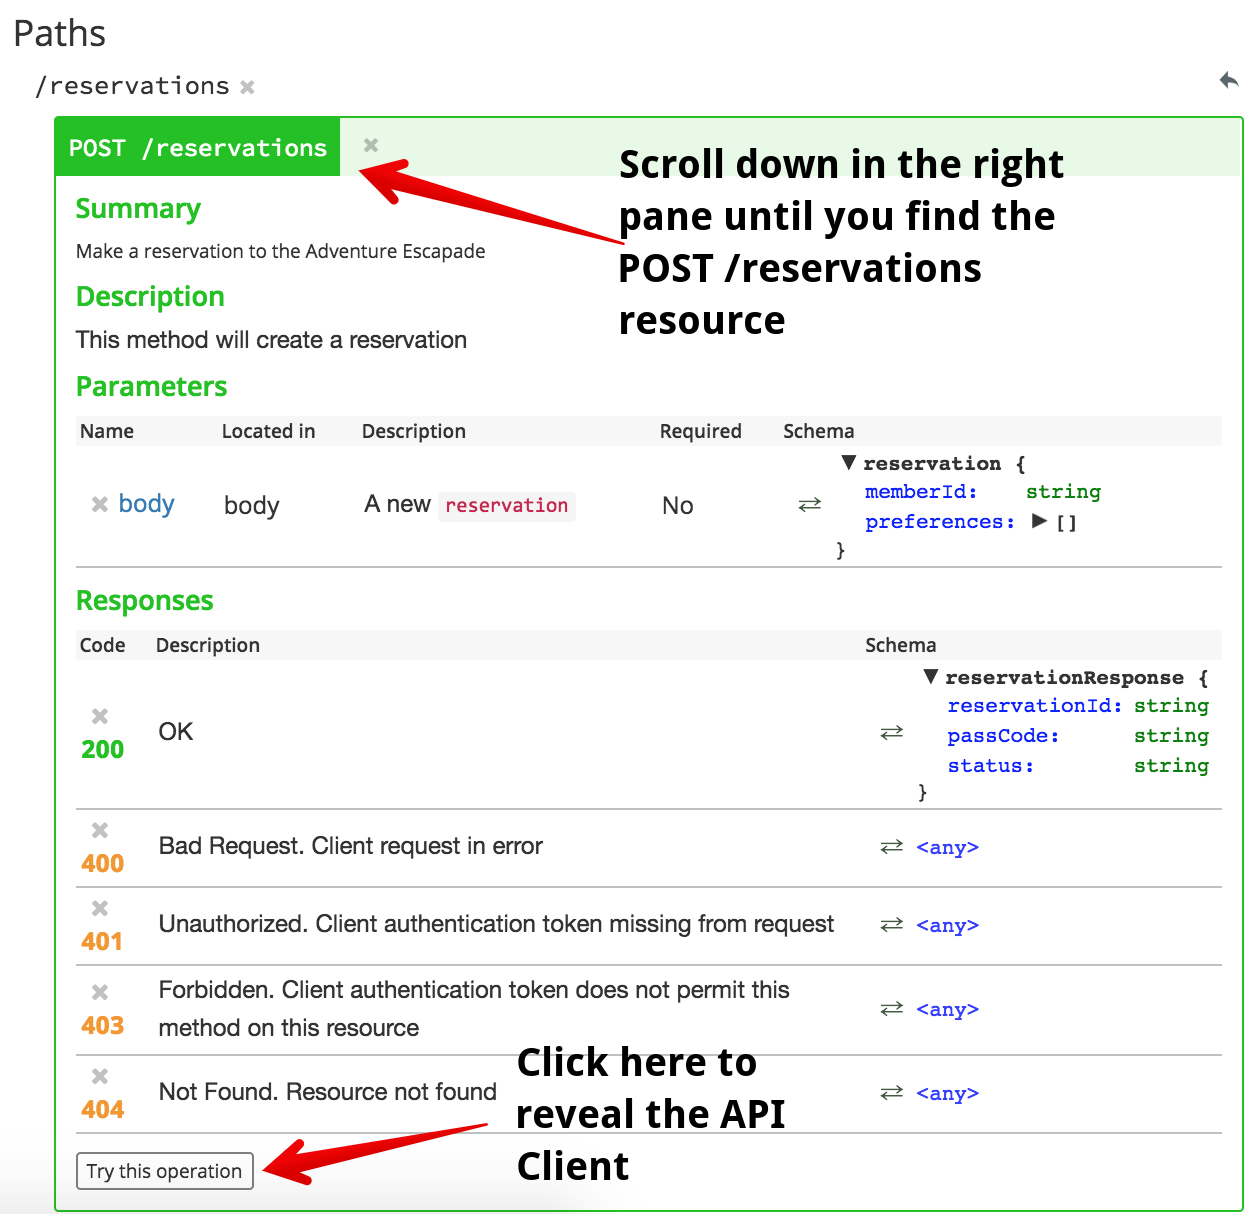 Paths
/reservations
POST /reservations
Scroll down in the right
pane until you find the
POST /reservations
resource
Summary
Make a reservation to the Adventure Escapade
Description
This method will create a reservation
Parameters
Name Located in Description Required Schema
body body A new reservation No
reservation {
memberId: string
preferences: []
}
Responses
Code Description Schema
200 OK
reservationResponse {
reservationId: string
passCode: string
status: string
}
400 Bad Request. Client request in error <any>
401 Unauthorized. Client authentication token missing from request <any>
403 Forbidden. Client authentication token does not permit this
method on this resource <any>
404 Not Found. Resource not found <any>
Click here to
reveal the API
Client
Try this operation